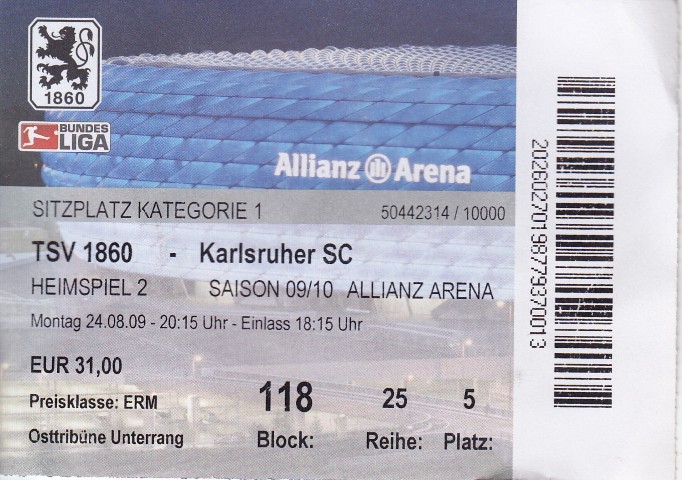 1860
BUNDES
LIGA
Allianz Arena
SITZPLATZ KATEGORIE 1 50442314 / 10000
TSV 1860 - Karlsruher SC
HEIMSPIEL 2 SAISON 09/10 ALLIANZ ARENA
Montag 24.08.09 - 20:15 Uhr - Einlass 18:15 Uhr
EUR 31,00
Preisklasse: ERM
Osttribüne Unterrang
118 25 5
Block: Reihe: Platz:
20260270198779370013